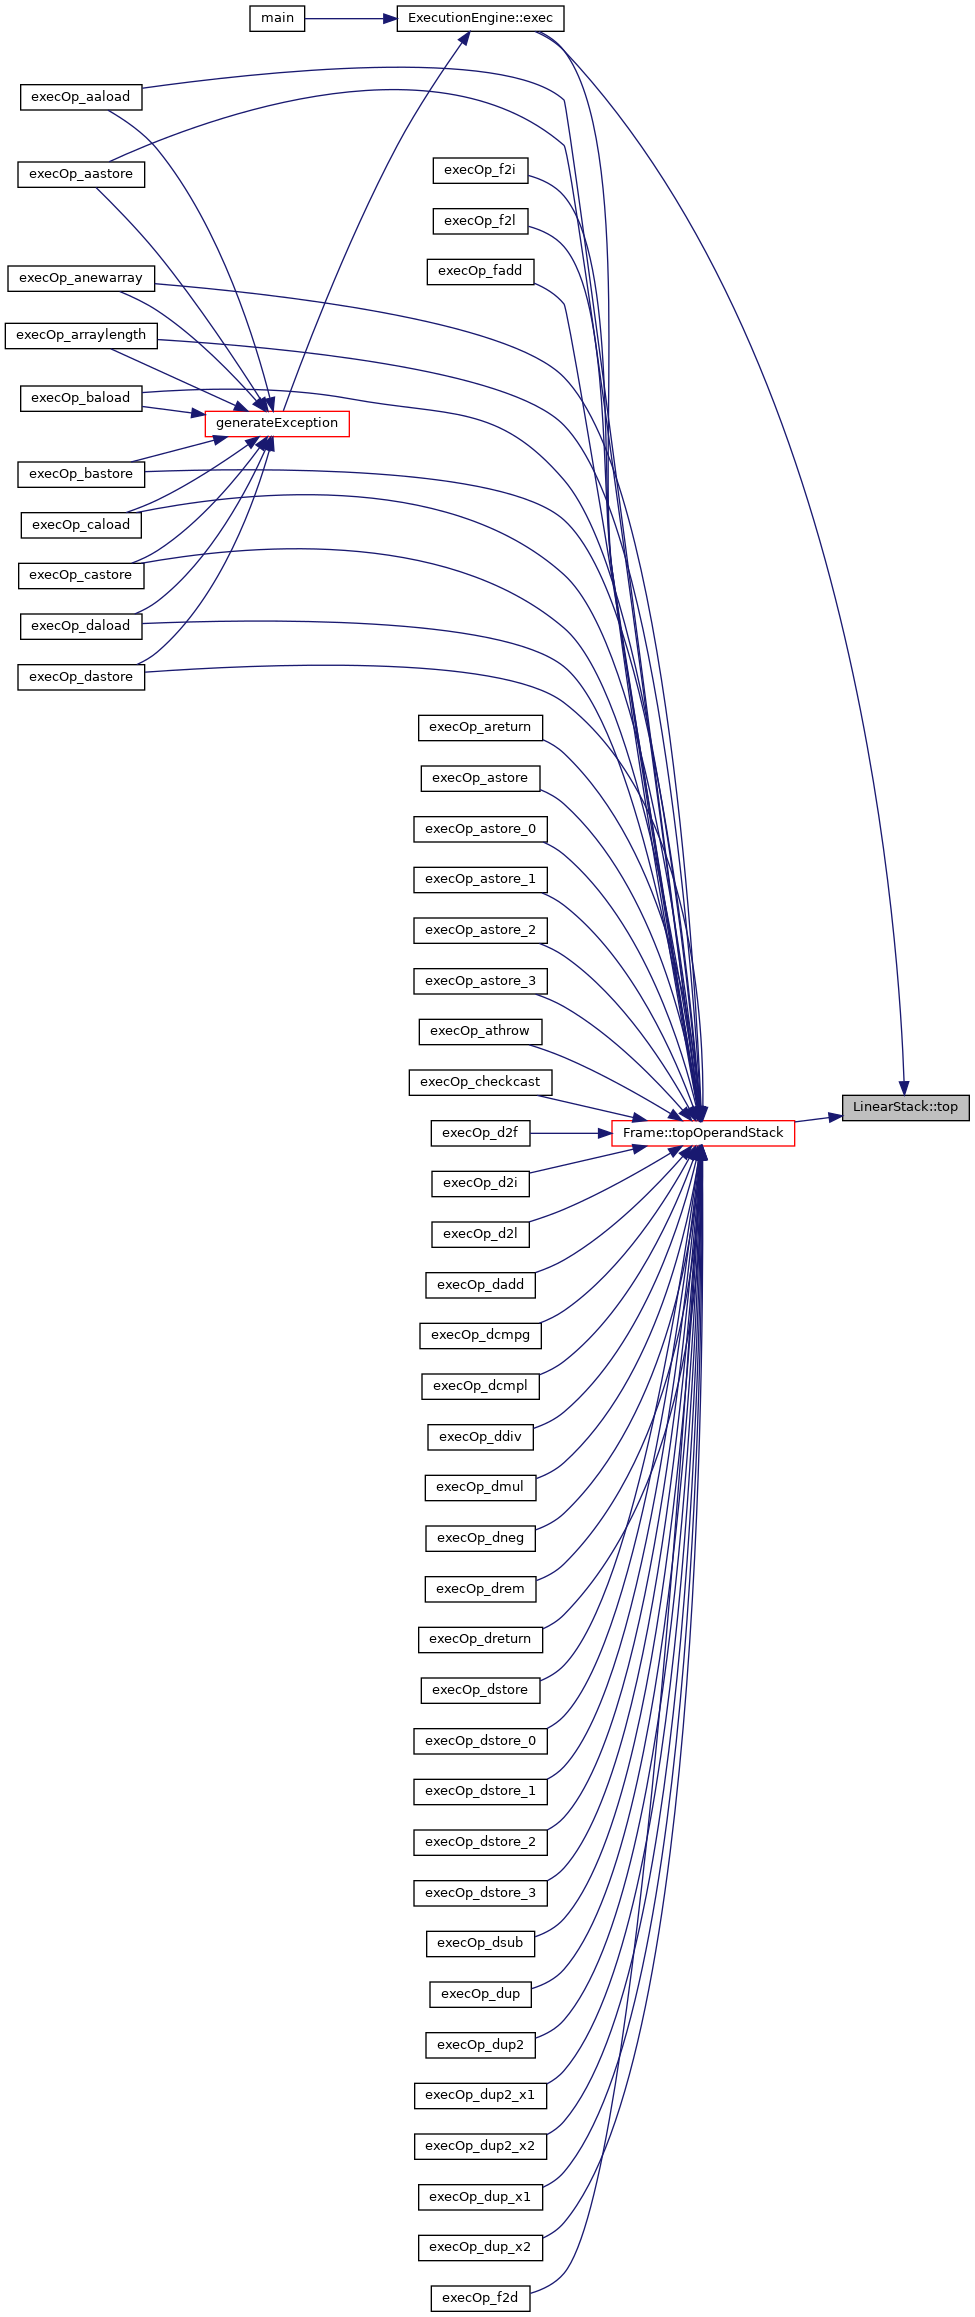 main
ExecutionEngine::exec
execOp_aaload
execOp_aastore
execOp_f2i
execOp_f2l
execOp_fadd
execOp_anewarray
execOp_arraylength
execOp_baload
generateException
execOp_bastore
execOp_caload
execOp_castore
execOp_daload
execOp_dastore
execOp_areturn
execOp_astore
execOp_astore_0
execOp_astore_1
execOp_astore_2
execOp_astore_3
execOp_athrow
execOp_checkcast
LinearStack::top
execOp_d2f
Frame::topOperandStack
execOp_d2i
execOp_d2l
execOp_dadd
execOp_dcmpg
execOp_dcmpl
execOp_ddiv
execOp_dmul
execOp_dneg
execOp_drem
execOp_dreturn
execOp_dstore
execOp_dstore_0
execOp_dstore_1
execOp_dstore_2
execOp_dstore_3
execOp_dsub
execOp_dup
execOp_dup2
execOp_dup2_x1
execOp_dup2_x2
execOp_dup_x1
execOp_dup_x2
execOp_f2d